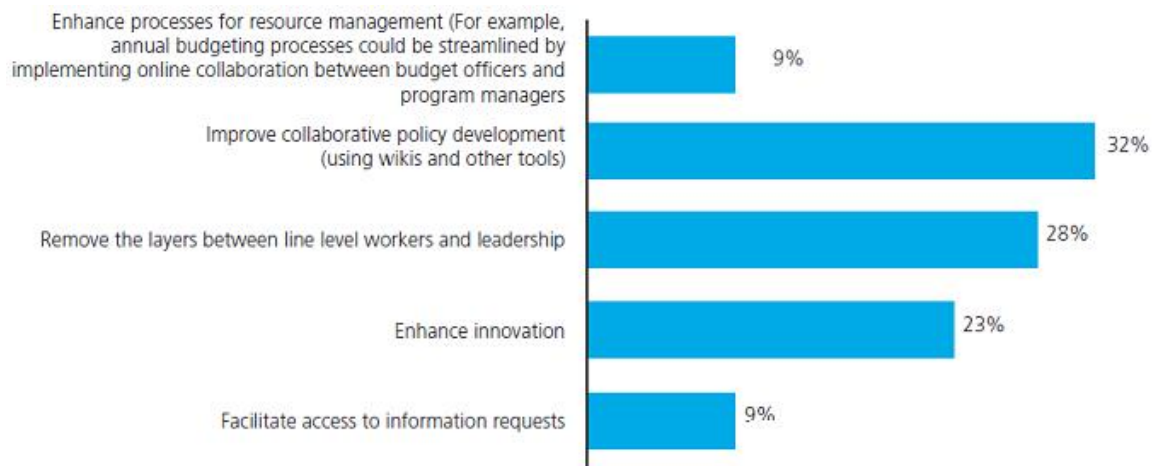 Enhance processes for resource management (For example,
annual budgeting processes could be streamlined by
implementing online collaboration between budget officers and
program managers
9%
Improve collaborative policy development
(using wikis and other tools)
32%
Remove the layers between line level workers and leadership
28%
Enhance innovation
23%
Facilitate access to information requests
9%